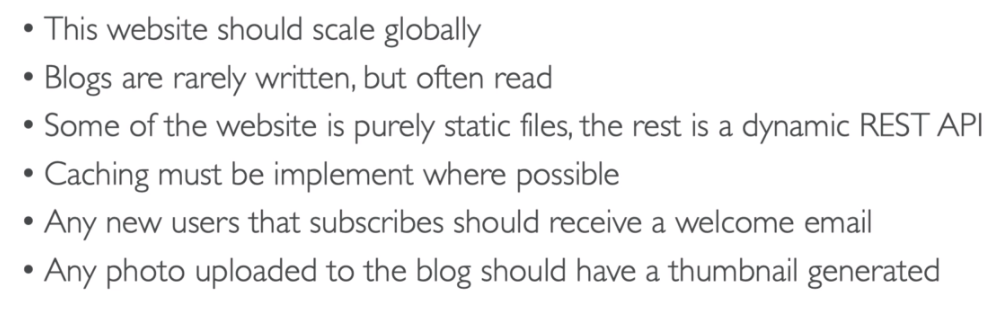 • This website should scale globally
• Blogs are rarely written, but often read
• Some of the website is purely static files, the rest is a dynamic REST API
• Caching must be implement where possible
• Any new users that subscribes should receive a welcome email
• Any photo uploaded to the blog should have a thumbnail generated